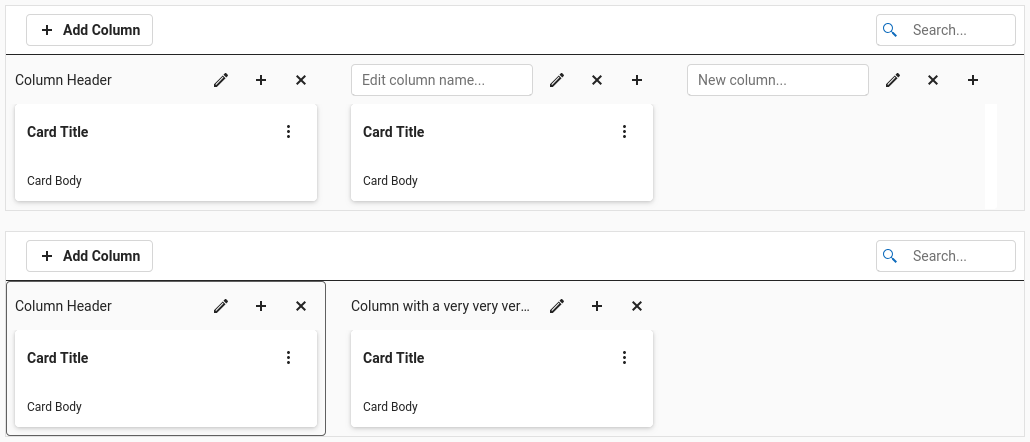 Add Column
Search...
Column Header
Edit column name...
New column...
Card Title
Card Title
Card Body
Card Body
Add Column
Search...
Column Header
Column with a very very ver...
Card Title
Card Title
Card Body
Card Body